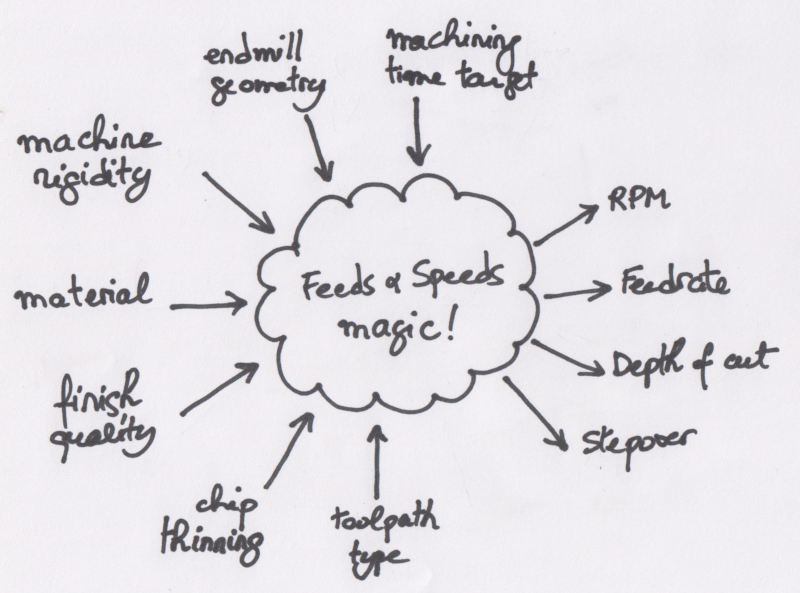 endmill
geometry
machining
time target
machine
rigidity
material
finish
quality
chip
thinning
toolpath
type
Feeds & Speeds
magic!
RPM
Feedrate
Depth of cut
Stepover